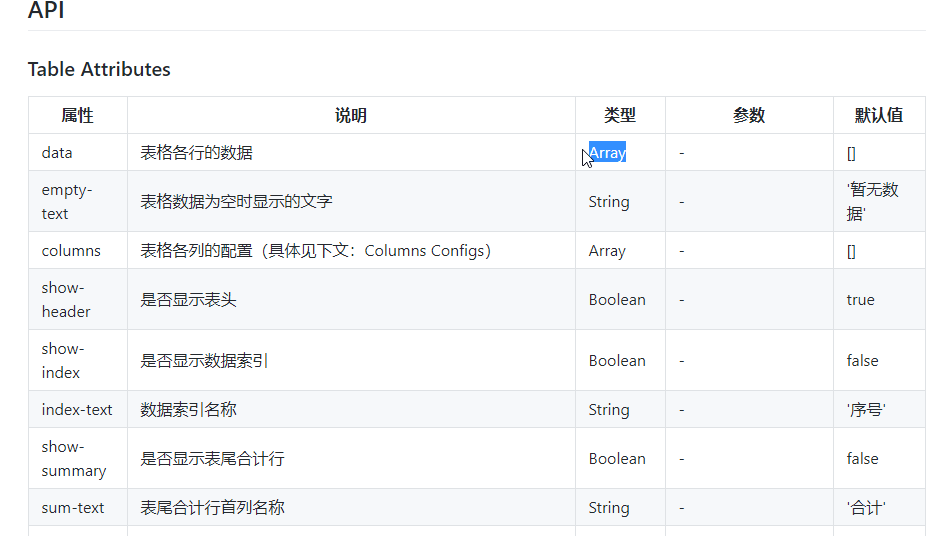 API
Table Attributes
属性 说明 类型 参数 默认值
data 表格各行的数据 Array - []
empty-text 表格数据为空时显示的文字 String - '暂无数据'
columns 表格各列的配置（具体见下文：Columns Configs） Array - []
show-header 是否显示表头 Boolean - true
show-index 是否显示数据索引 Boolean - false
index-text 数据索引名称 String - '序号'
show-summary 是否显示表尾合计行 Boolean - false
sum-text 表尾合计行首列名称 String - '合计'